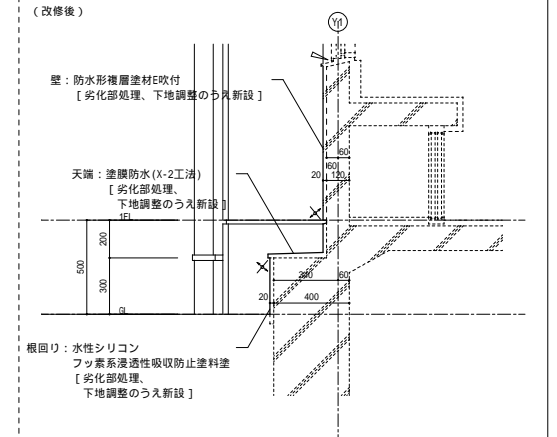 （改修後）
Y1
壁：防水形複層塗材E吹付
［ 劣化部処理、下地調整のうえ新設 ］
60
60
20
120
天端：塗膜防水(X-2工法)
［ 劣化部処理、
下地調整のうえ新設 ］
1FL
200
500
300
60
20
400
GL
根回り：水性シリコン
フッ素系浸透性吸収防止塗料塗
［ 劣化部処理、
下地調整のうえ新設 ］